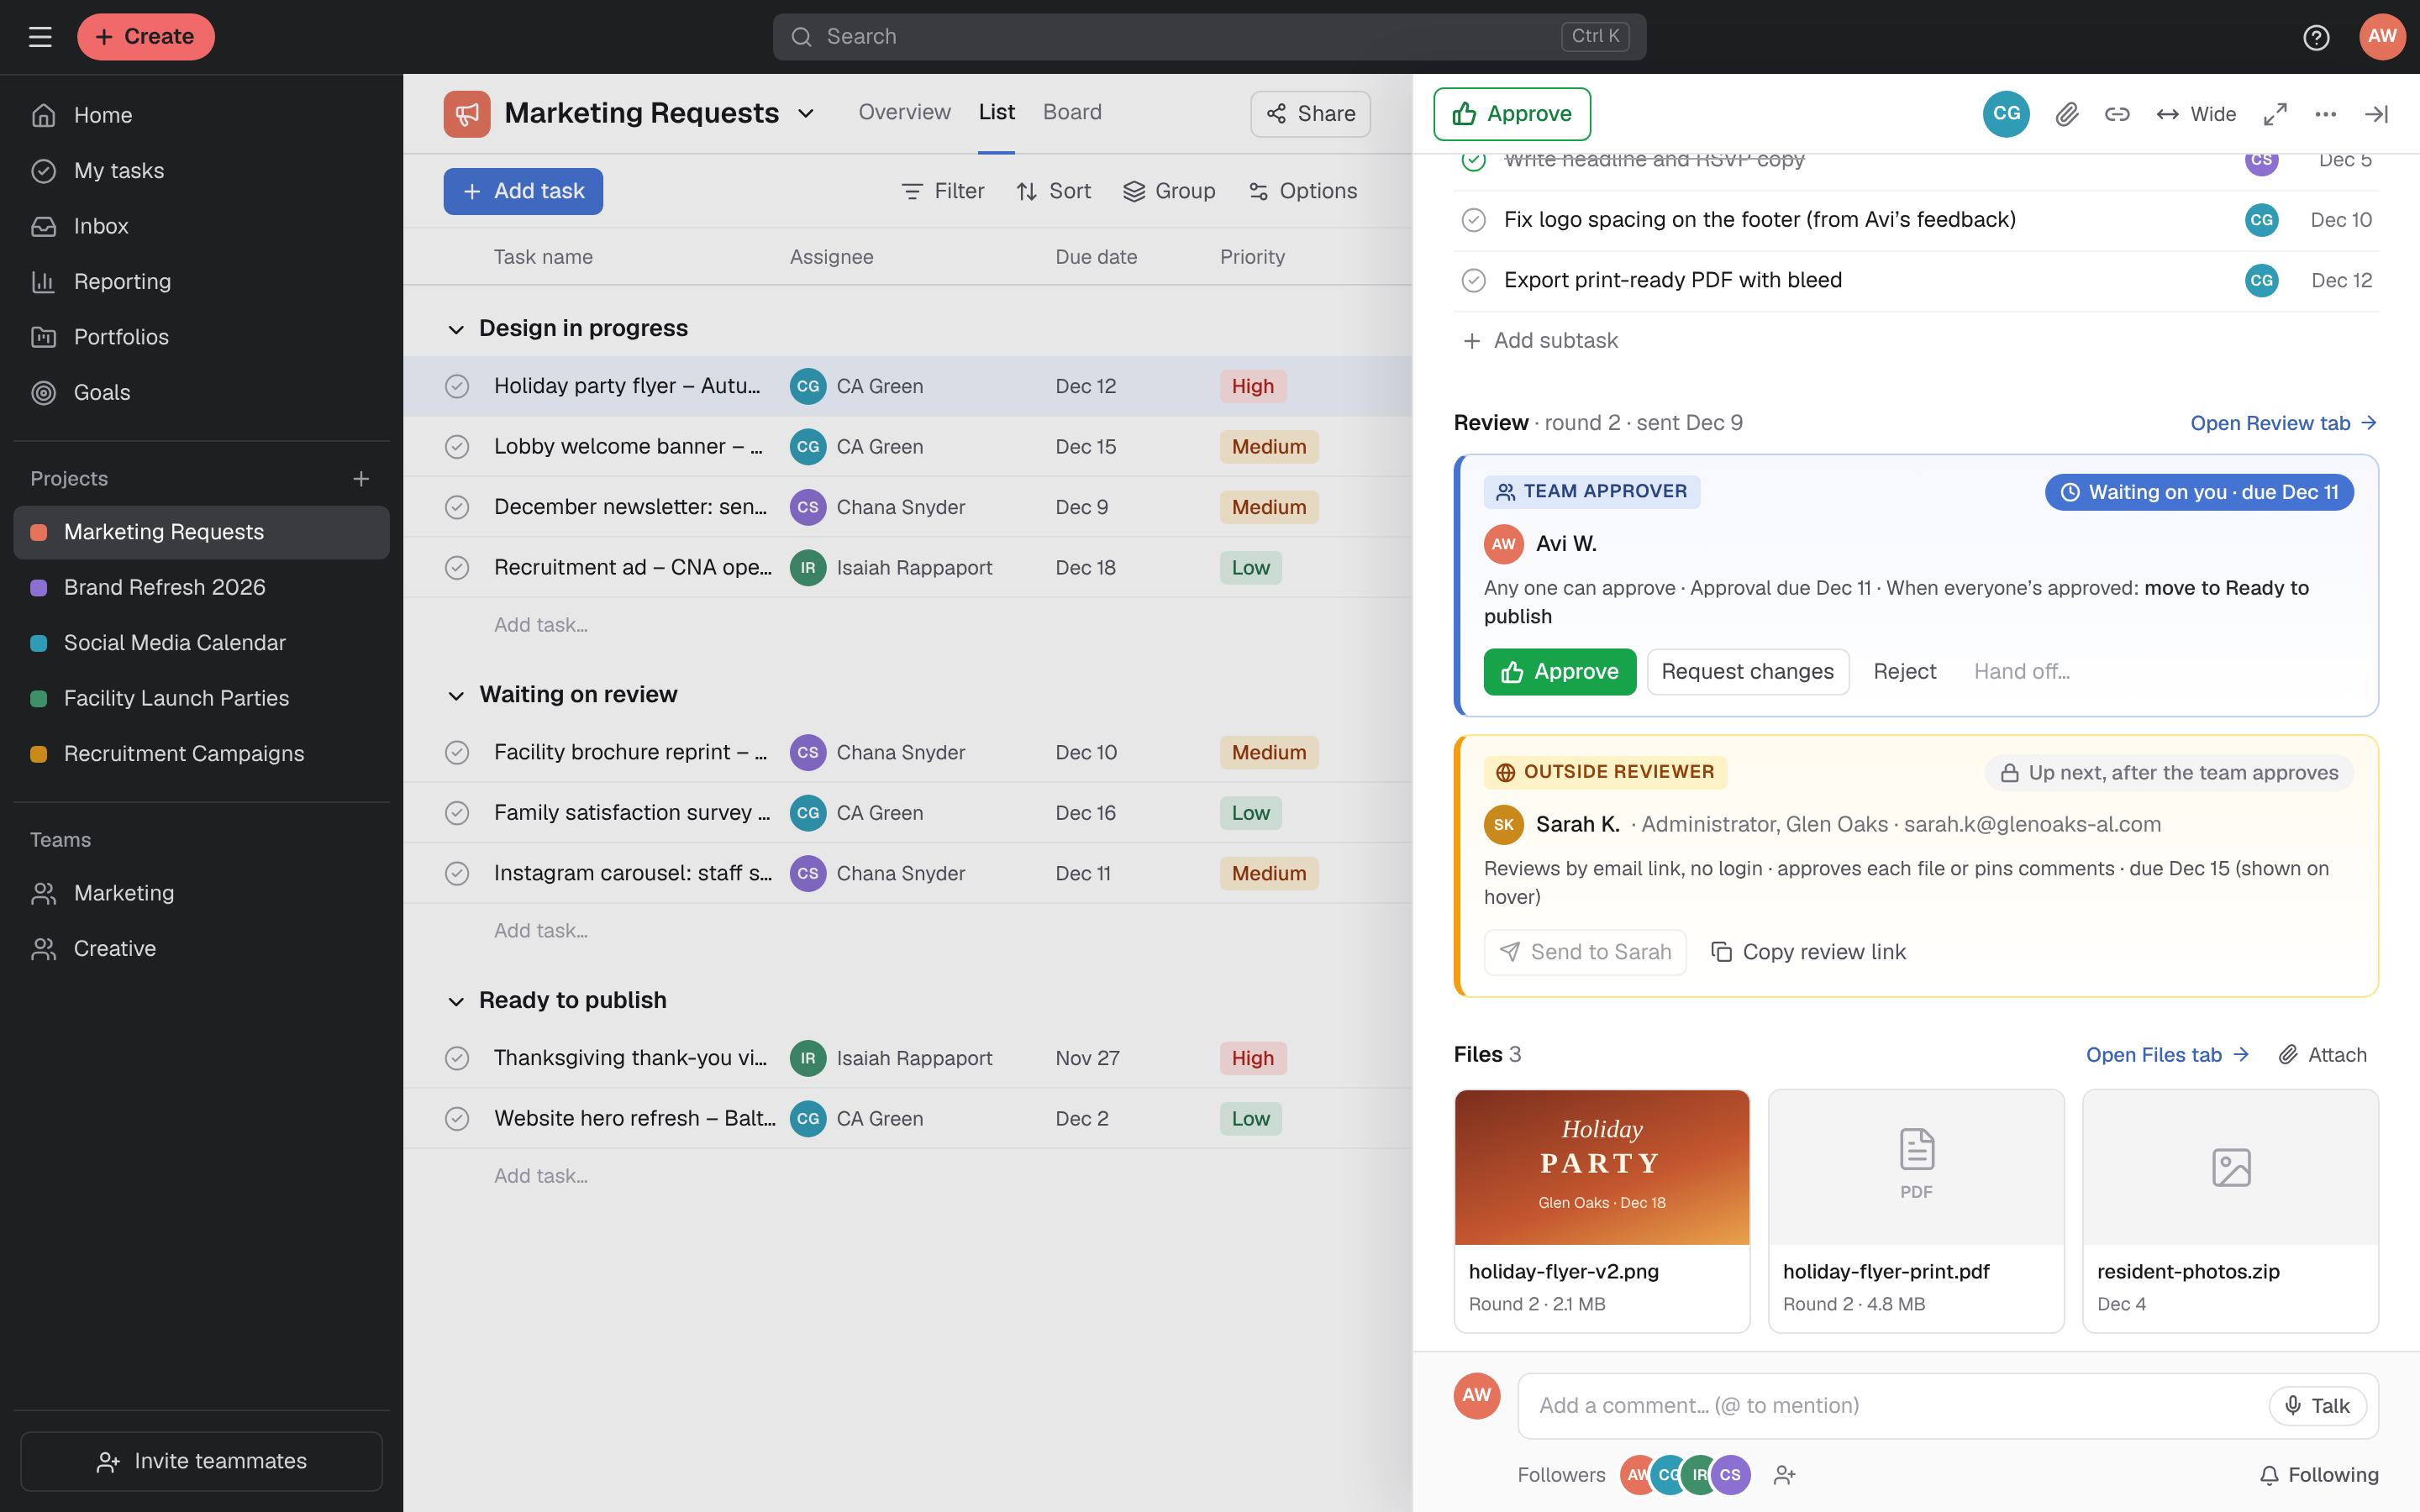 Create
Search
Ctrl K
AW
Home
My tasks
Inbox
Reporting
Portfolios
Goals
Projects
Marketing Requests
Brand Refresh 2026
Social Media Calendar
Facility Launch Parties
Recruitment Campaigns
Teams
Marketing
Creative
Invite teammates
Marketing Requests
Overview List Board
Share
Add task
Filter Sort Group Options
Task name Assignee Due date Priority
Design in progress
Holiday party flyer – Autu... CG CA Green Dec 12 High
Lobby welcome banner – ... CG CA Green Dec 15 Medium
December newsletter: sen... CS Chana Snyder Dec 9 Medium
Recruitment ad – CNA ope... IR Isaiah Rappaport Dec 18 Low
Add task...
Waiting on review
Facility brochure reprint – ... CS Chana Snyder Dec 10 Medium
Family satisfaction survey ... CG CA Green Dec 16 Low
Instagram carousel: staff s... CS Chana Snyder Dec 11 Medium
Add task...
Ready to publish
Thanksgiving thank-you vi... IR Isaiah Rappaport Nov 27 High
Website hero refresh – Balt... CG CA Green Dec 2 Low
Add task...
Approve
CG Wide
Write headline and RSVP copy CS Dec 5
Fix logo spacing on the footer (from Avi’s feedback) CG Dec 10
Export print-ready PDF with bleed CG Dec 12
Add subtask
Review · round 2 · sent Dec 9
Open Review tab
TEAM APPROVER
Waiting on you · due Dec 11
AW Avi W.
Any one can approve · Approval due Dec 11 · When everyone’s approved: move to Ready to
publish
Approve Request changes Reject Hand off...
OUTSIDE REVIEWER
Up next, after the team approves
SK Sarah K. · Administrator, Glen Oaks · sarah.k@glenoaks-al.com
Reviews by email link, no login · approves each file or pins comments · due Dec 15 (shown on
hover)
Send to Sarah Copy review link
Files 3
Open Files tab Attach
Holiday
PARTY
Glen Oaks · Dec 18
holiday-flyer-v2.png
Round 2 · 2.1 MB
PDF
holiday-flyer-print.pdf
Round 2 · 4.8 MB
resident-photos.zip
Dec 4
AW
Add a comment... (@ to mention)
Talk
Followers AW CG IR CS
Following